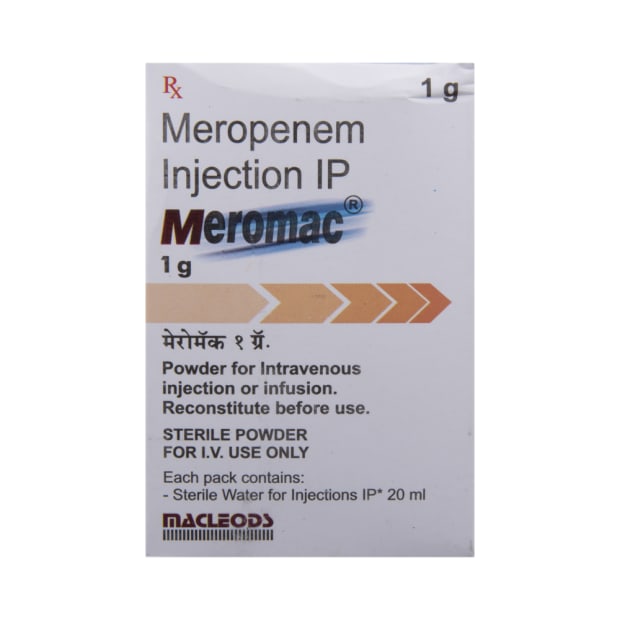 Rx
1 g
Meropenem
Injection IP
Meromac®
1 g
मेरोमॅक १ ग्रॅ.
Powder for Intravenous
injection or infusion.
Reconstitute before use.
STERILE POWDER
FOR I.V. USE ONLY
Each pack contains:
- Sterile Water for Injections IP* 20 ml
MACLEODS